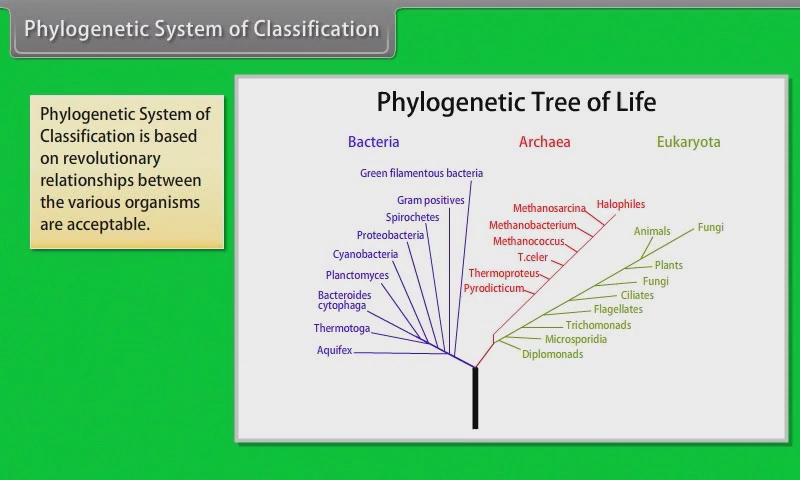 Phylogenetic System of Classification
Phylogenetic System of
Classification is based
on revolutionary
relationships between
the various organisms
are acceptable.
Phylogenetic Tree of Life
Bacteria
Archaea
Eukaryota
Green filamentous bacteria
Gram positives
Spirochetes
Proteobacteria
Cyanobacteria
Planctomyces
Bacteroides
cytophaga
Thermotoga
Aquifex
Halophiles
Methanosarcina
Methanobacterium
Methanococcus
T.celer
Thermoproteus
Pyrodicticum
Fungi
Animals
Plants
Fungi
Ciliates
Flagellates
Trichomonads
Microsporidia
Diplomonads